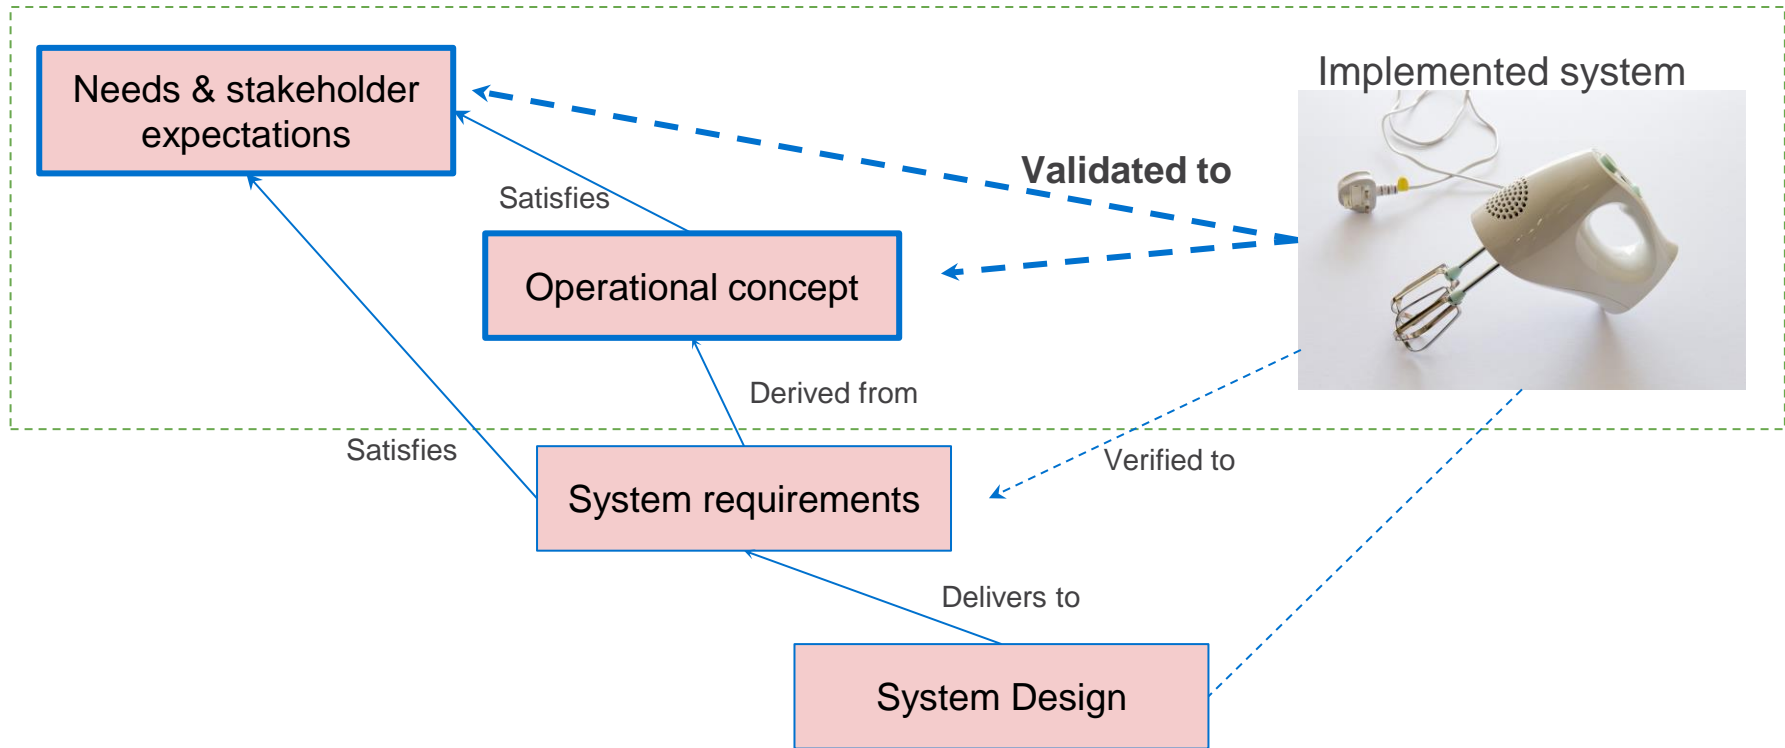 Implemented system
Needs & stakeholder
expectations
Validated to
Satisfies
Operational concept
Derived from
Satisfies
Verified to
System requirements
Delivers to
System Design